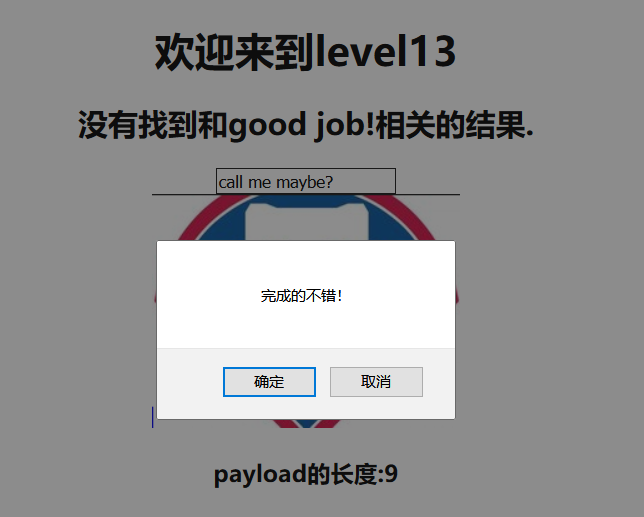 欢迎来到level13
没有找到和good job!相关的结果.
call me maybe?
完成的不错！
确定
取消
payload的长度:9